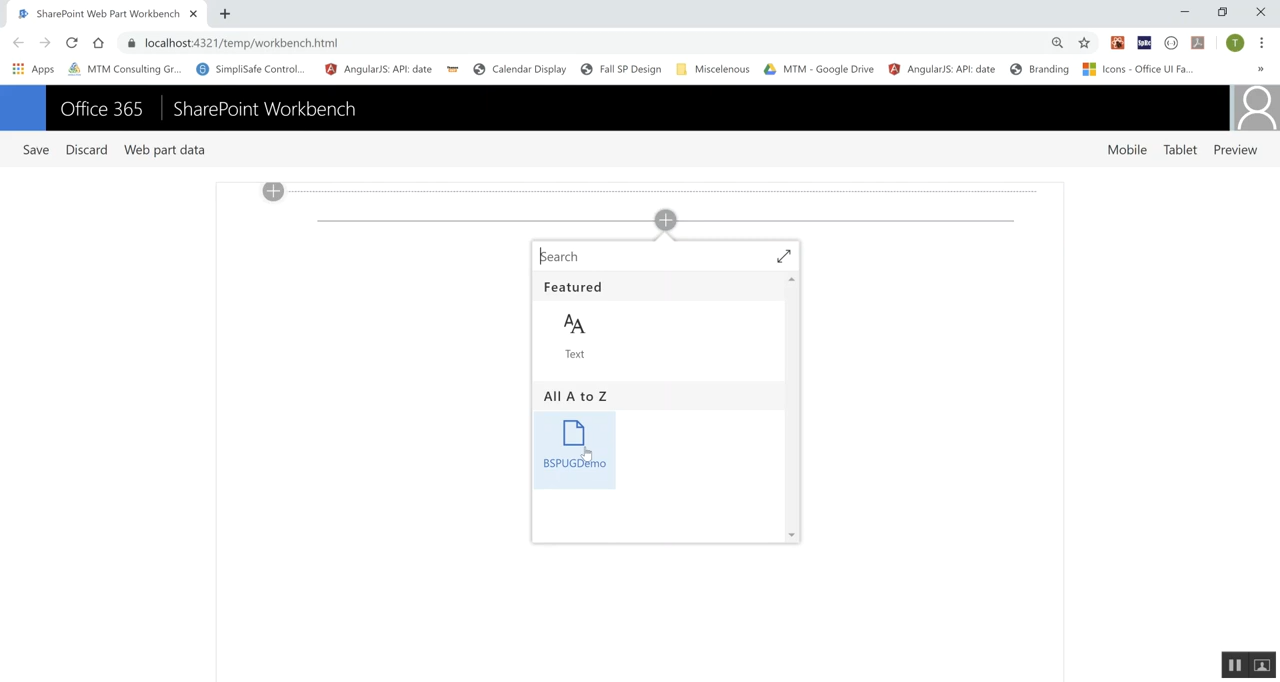 SharePoint Web Part Workbench
localhost:4321/temp/workbench.html
SpRc
T
Apps MTM Consulting Gr... SimpliSafe Control... AngularJS: API: date Calendar Display Fall SP Design Miscelenous MTM - Google Drive AngularJS: API: date Branding Icons - Office UI Fa... »
Office 365 SharePoint Workbench
Save Discard Web part data Mobile Tablet Preview
Search
Featured
AA
Text
All A to Z
BSPUGDemo